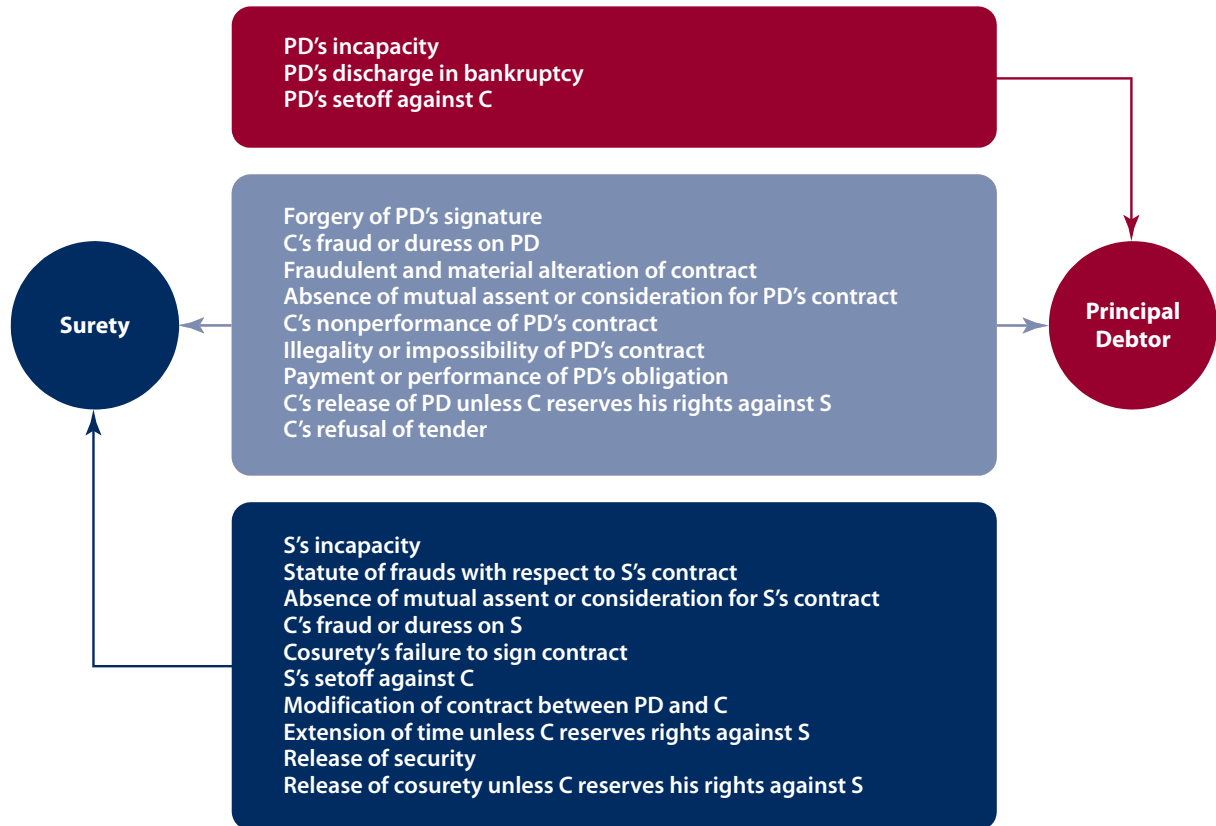 PD’s incapacity
PD’s discharge in bankruptcy
PD’s setoff against C
Forgery of PD’s signature
C’s fraud or duress on PD
Fraudulent and material alteration of contract
Absence of mutual assent or consideration for PD’s contract
C’s nonperformance of PD’s contract
Illegality or impossibility of PD’s contract
Payment or performance of PD’s obligation
C’s release of PD unless C reserves his rights against S
C’s refusal of tender
Surety
Principal
Debtor
S’s incapacity
Statute of frauds with respect to S’s contract
Absence of mutual assent or consideration for S’s contract
C’s fraud or duress on S
Cosurety’s failure to sign contract
S’s setoff against C
Modification of contract between PD and C
Extension of time unless C reserves rights against S
Release of security
Release of cosurety unless C reserves his rights against S